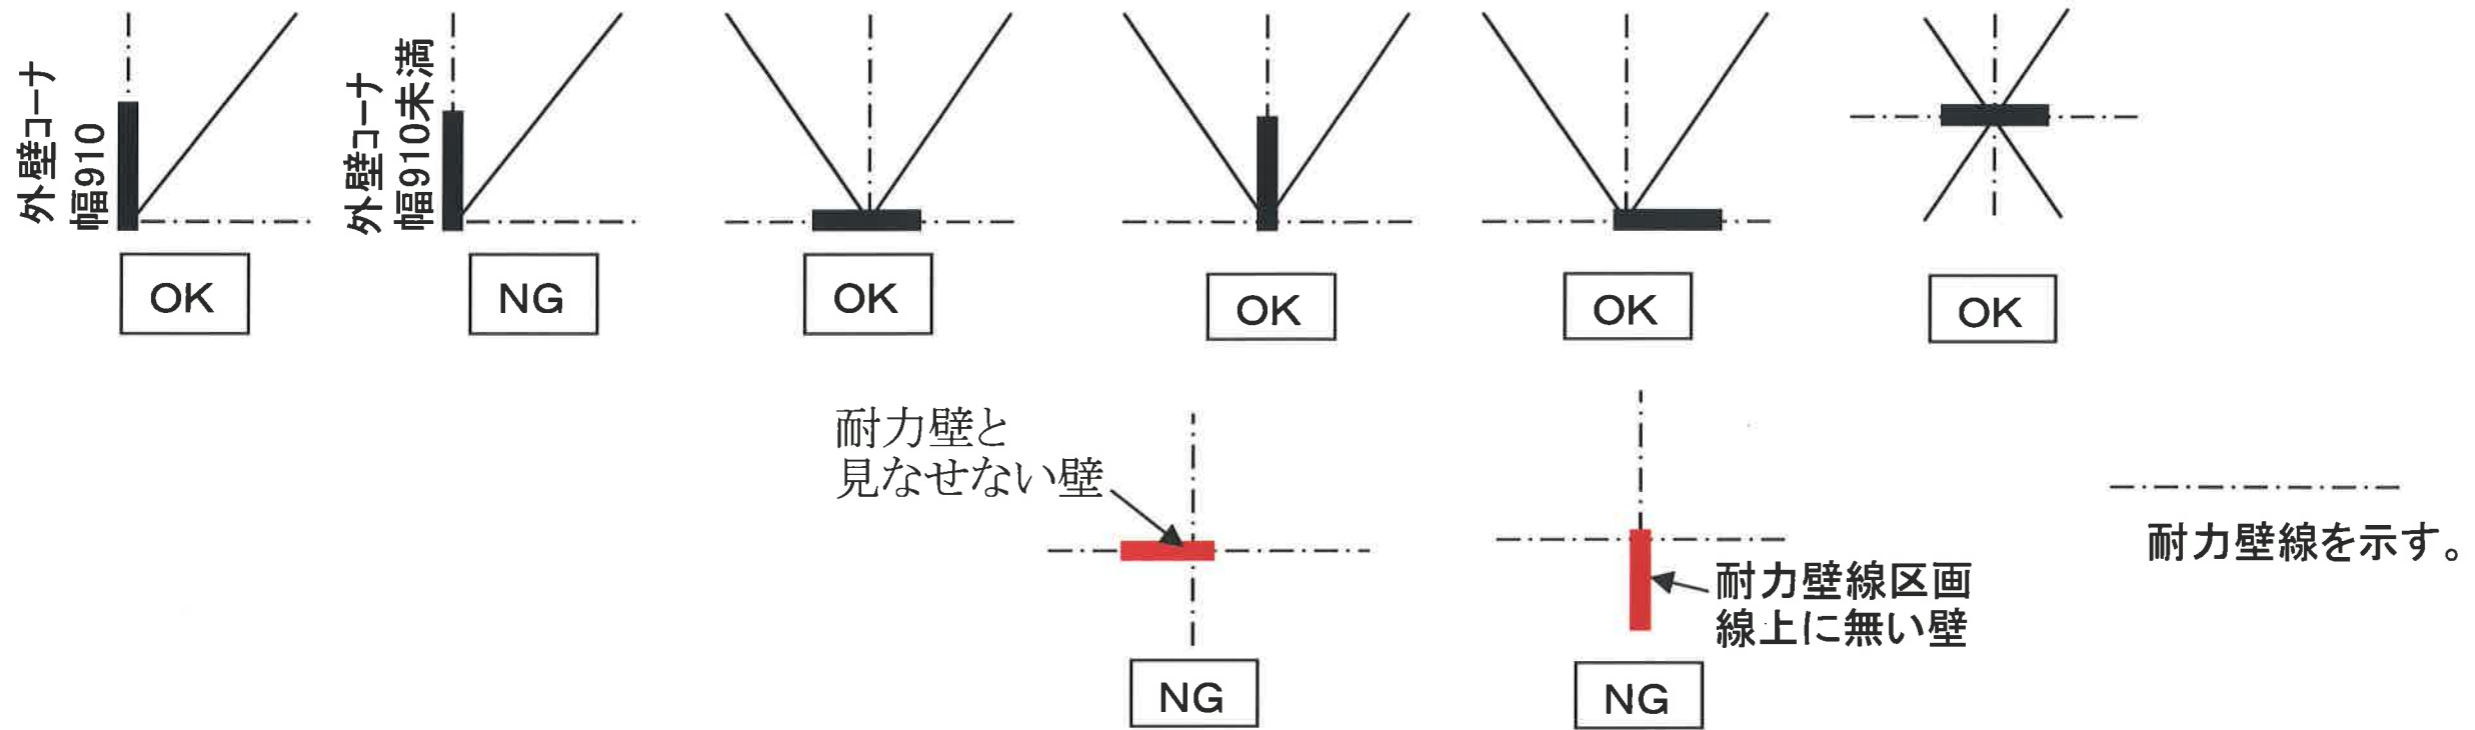 外壁コーナ
幅910
外壁コーナ
幅910未満
OK
NG
OK
OK
OK
OK
耐力壁と
見なせない壁
NG
耐力壁線区画
線上に無い壁
NG
耐力壁線を示す。